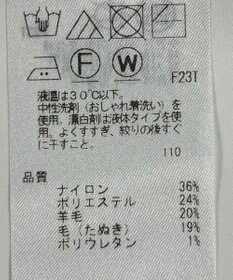 F
W
F23T
液温は30℃以下。
中性洗剤（おしゃれ着洗い）を
使用。漂白剤は液体タイプを使
用。よくすすぎ、絞りの後すぐ
に干すこと。
110
品質
ナイロン 36%
ポリエステル 24%
羊毛 20%
毛（たぬき） 19%
ポリウレタン 1%